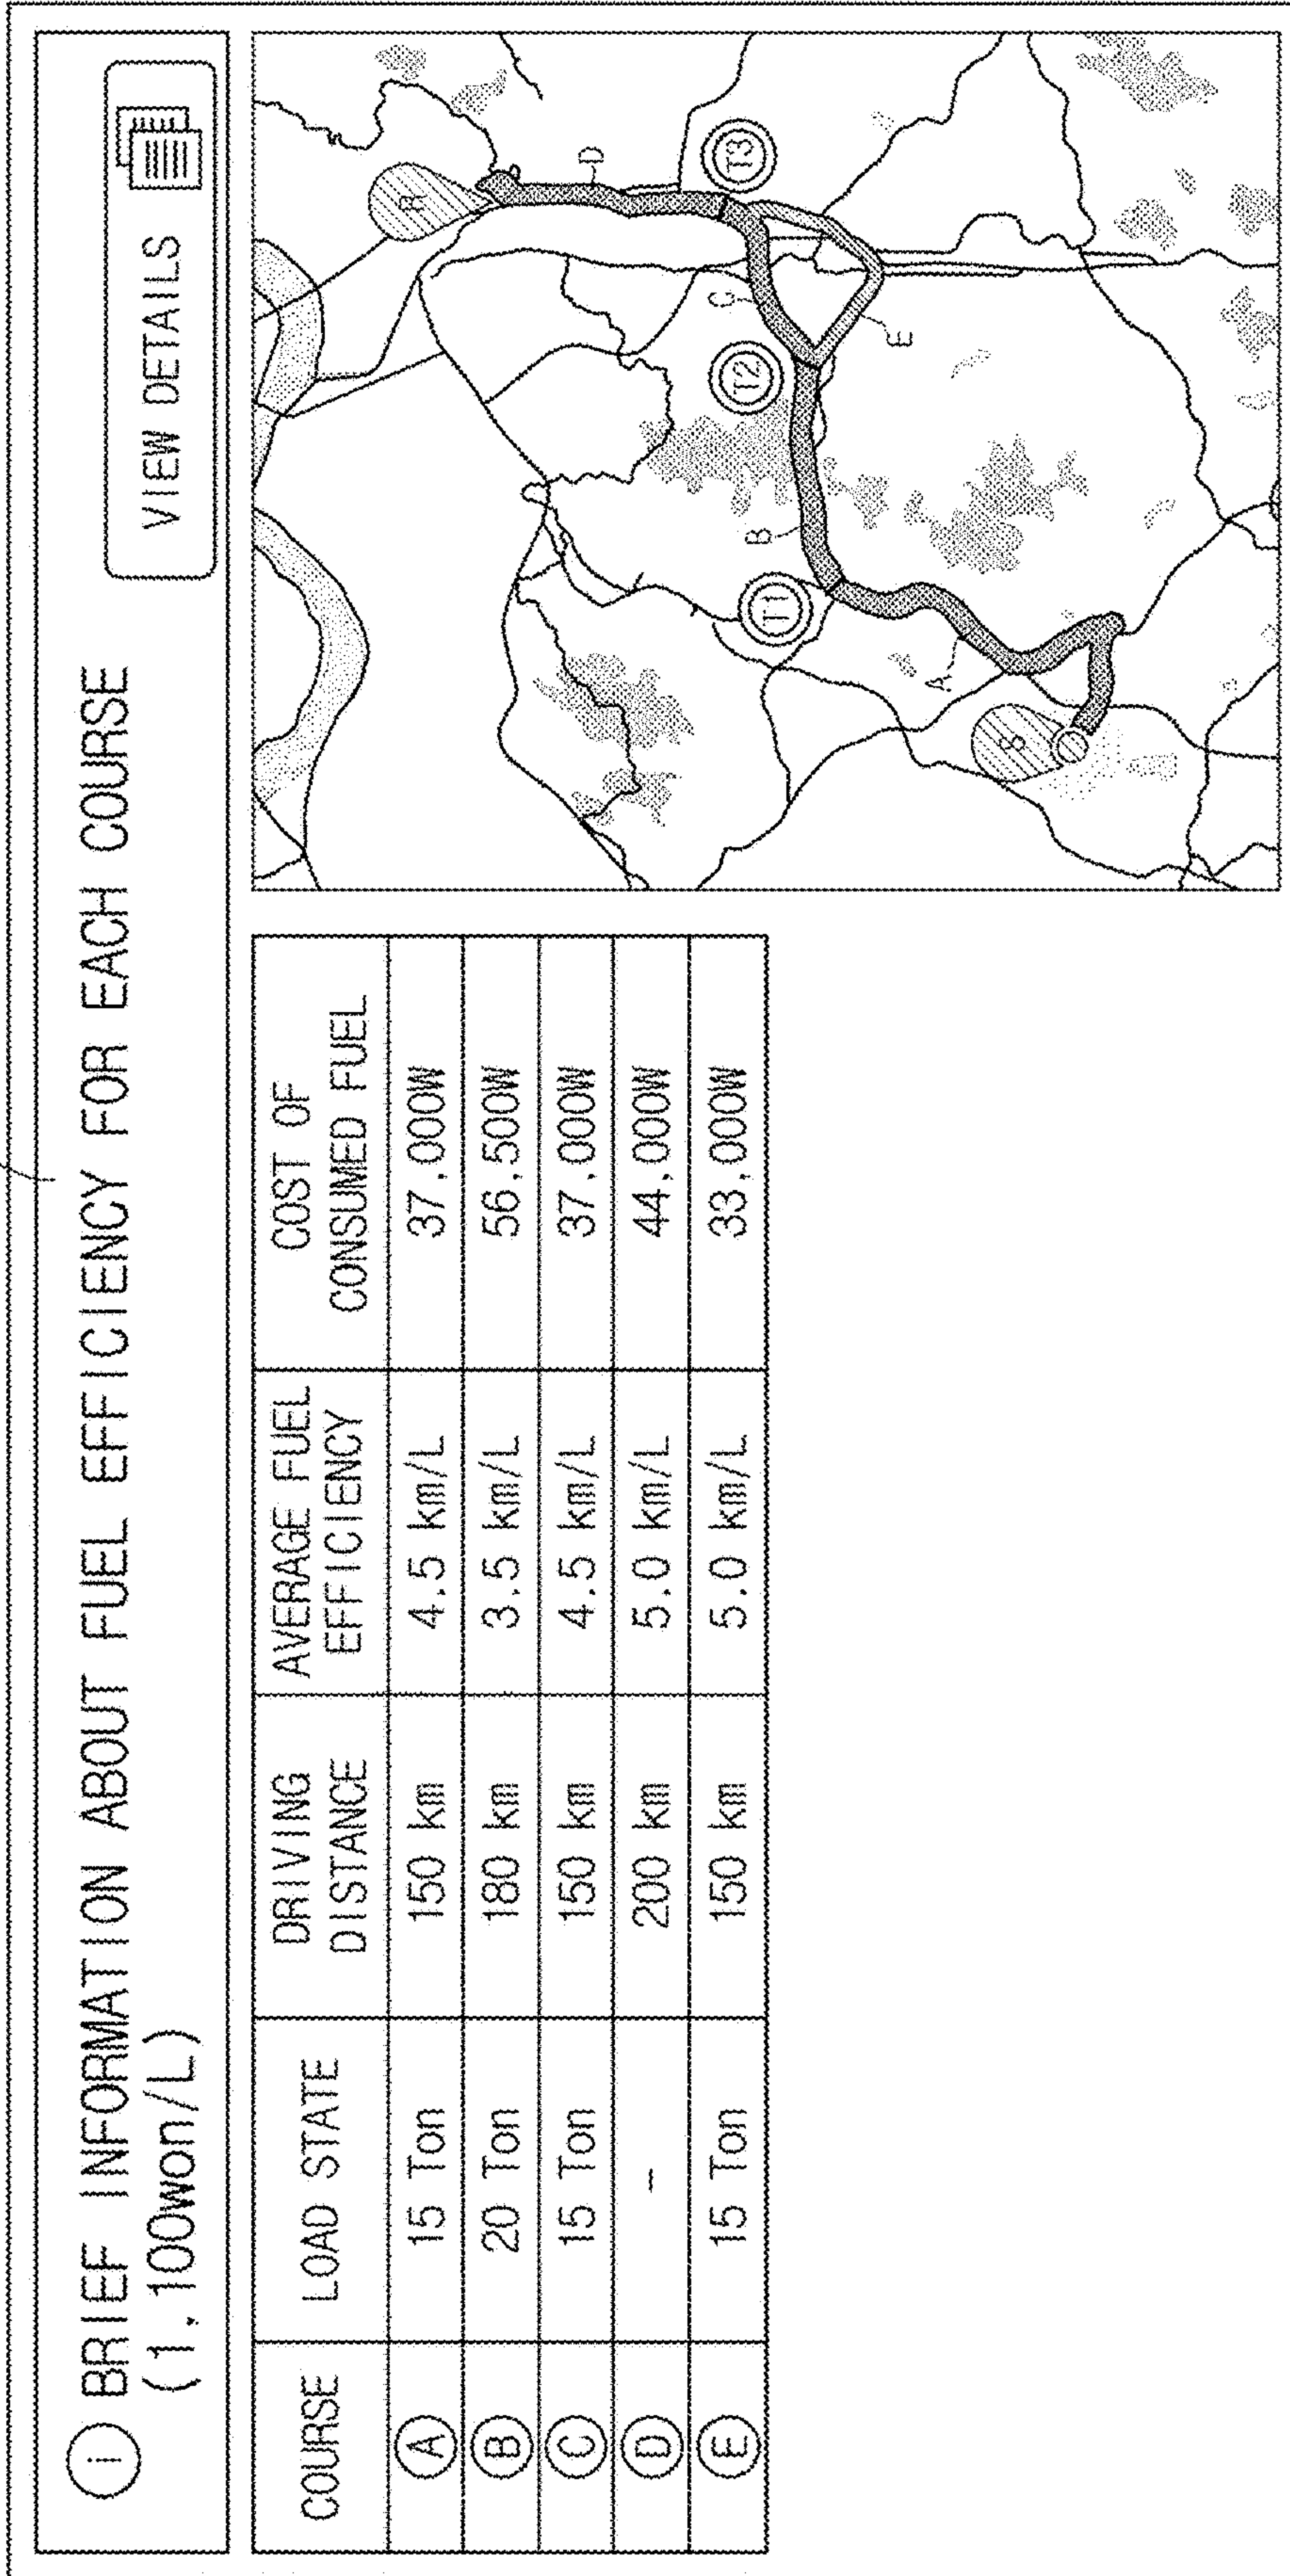 i BRIEF INFORMATION ABOUT FUEL EFFICIENCY FOR EACH COURSE
(1,100won/L)
VIEW DETAILS
COURSE LOAD STATE DRIVING DISTANCE AVERAGE FUEL EFFICIENCY COST OF CONSUMED FUEL
A 15 Ton 150 km 4.5 km/L 37,000W
B 20 Ton 180 km 3.5 km/L 56,500W
C 15 Ton 150 km 4.5 km/L 37,000W
D - 200 km 5.0 km/L 44,000W
E 15 Ton 150 km 5.0 km/L 33,000W
R
D
T3
C
T2
E
B
T1
A
S